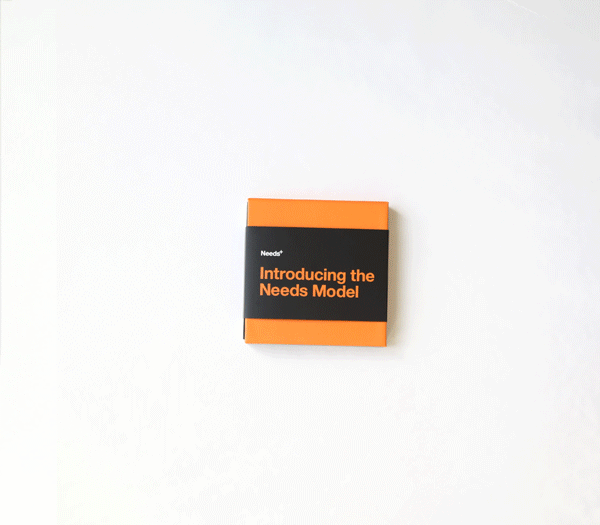 Needs+
Introducing the
Needs Model